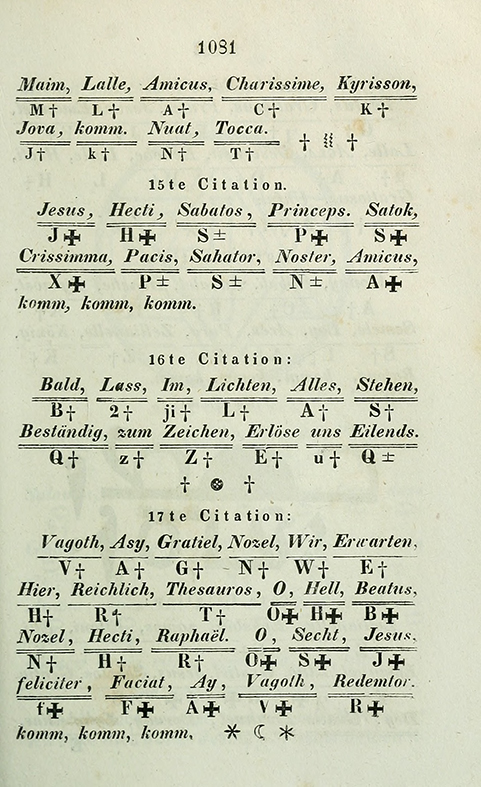 1081
Maim, Lalle, Amicus, Charissime, Kyrisson,
M† L† A† C† K†
Jova, komm. Nuat, Tocca.
J† k† N† T† † †
15te Citation.
Jesus, Hecti, Sabatos, Princeps. Satok,
J✠ H✠ S± P✠ S✠
Crissimma, Pacis, Sahator, Noster, Amicus,
X✠ P± S± N± A✠
komm, komm, komm.
16te Citation:
Bald, Lass, Im, Lichten, Alles, Stehen,
B† 2† ji† L† A† S†
Beständig, zum Zeichen, Erlöse uns Eilends.
Q† z† Z† E† u† Q±
† ⊗ †
17te Citation:
Vagoth, Asy, Gratiel, Nozel, Wir, Erwarten,
V† A† G† N† W† E†
Hier, Reichlich, Thesauros, O, Hell, Beatus,
H† R† T† O✠ H✠ B✠
Nozel, Hecti, Raphaël. O, Secht, Jesus.
N† H† R† O✠ S✠ J✠
feliciter, Faciat, Ay, Vagoth, Redemtor.
f✠ F✠ A✠ V✠ R✠
komm, komm, komm, ✶ ☾ ✶